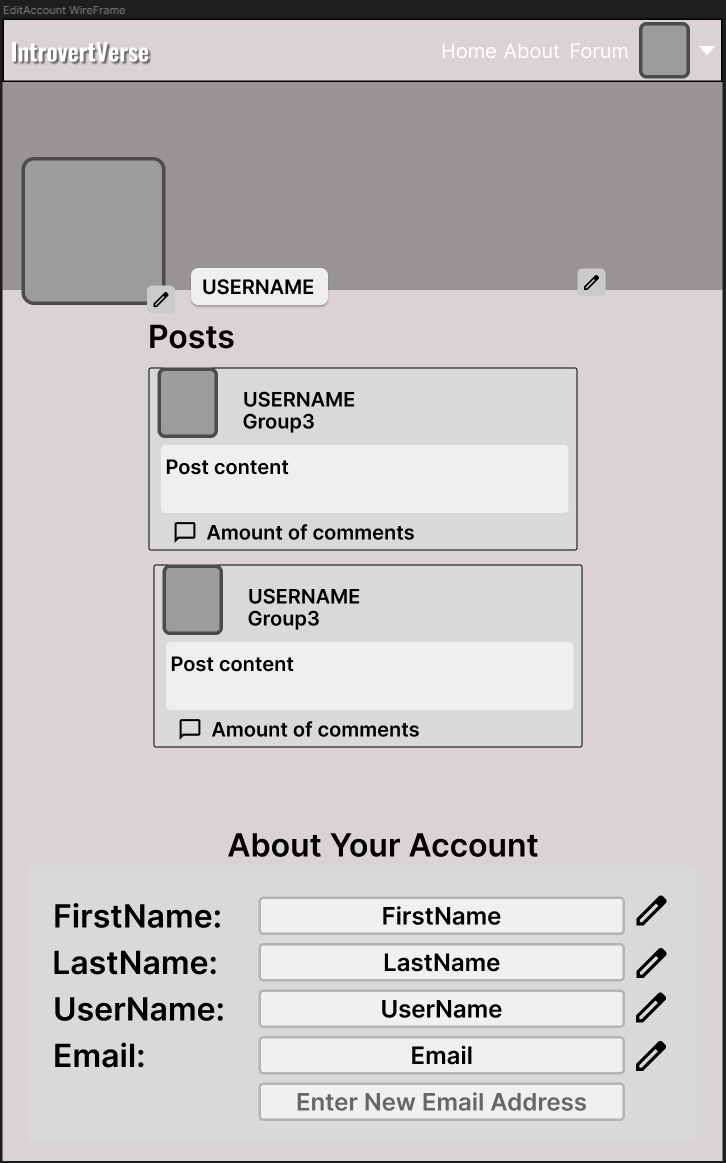 EditAccount WireFrame
IntrovertVerse
Home About Forum
USERNAME
Posts
USERNAME
Group3
Post content
Amount of comments
USERNAME
Group3
Post content
Amount of comments
About Your Account
FirstName: FirstName
LastName: LastName
UserName: UserName
Email: Email
Enter New Email Address